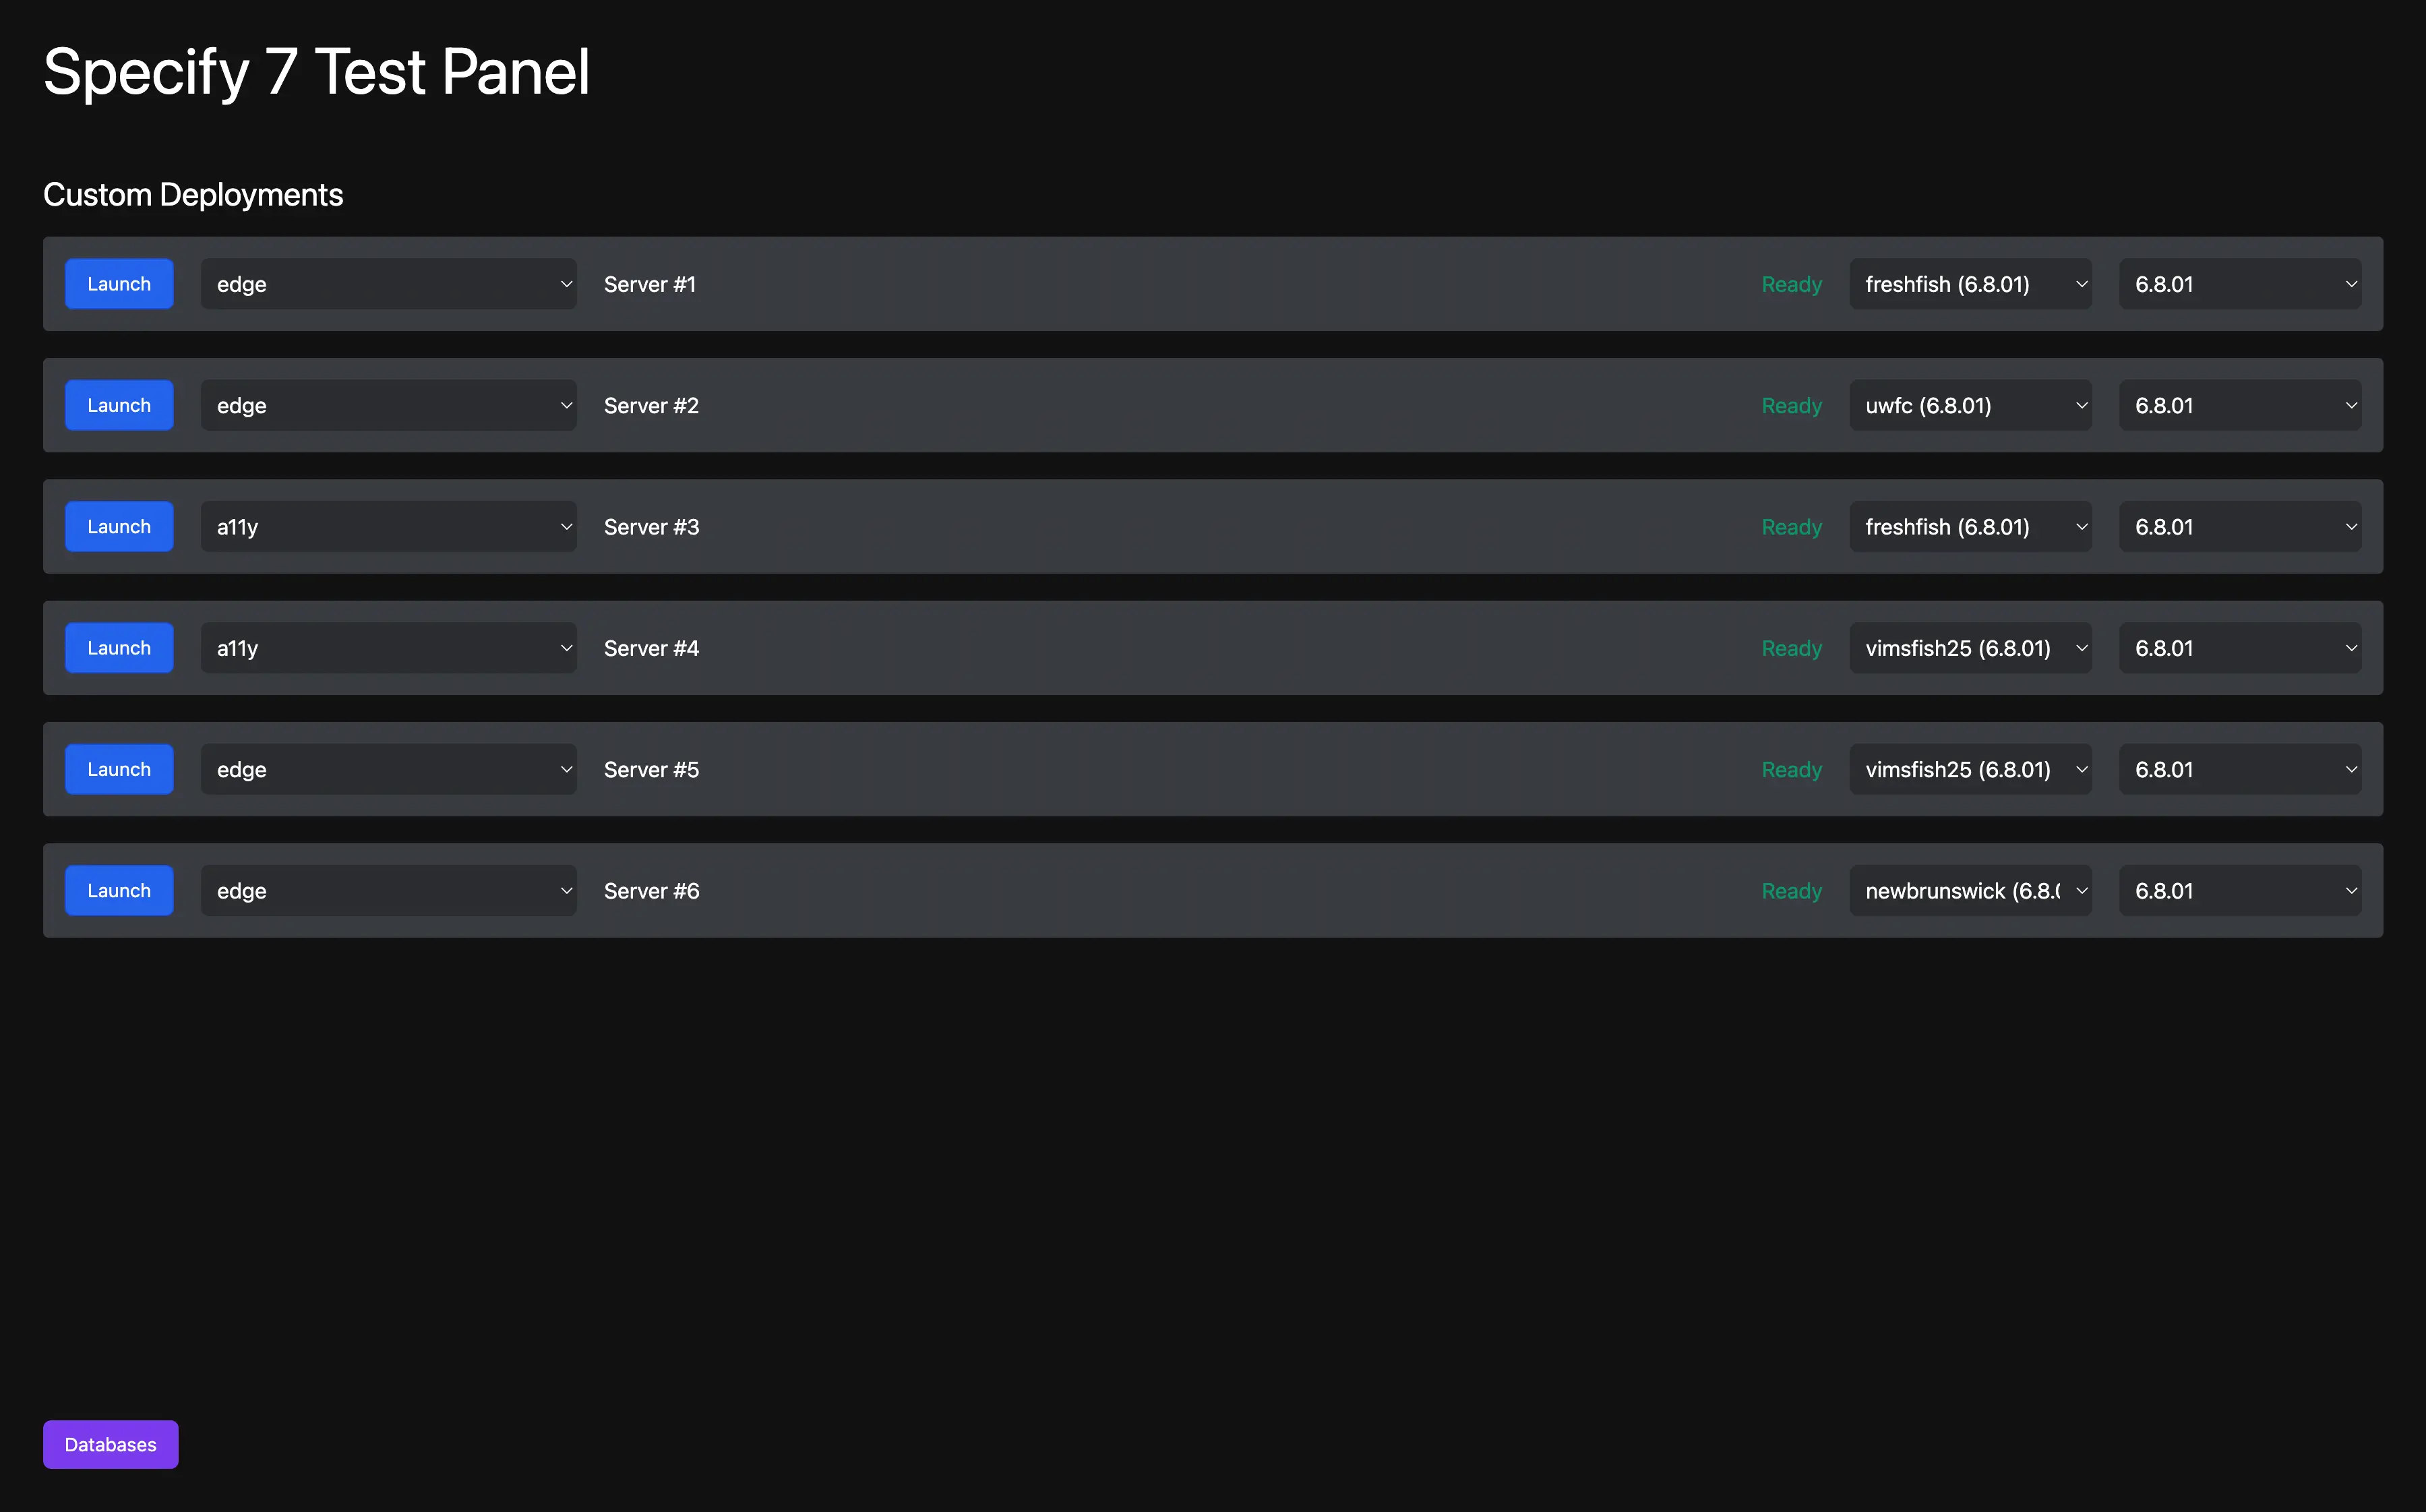 Specify 7 Test Panel
Custom Deployments
Launch edge Server #1 Ready freshfish (6.8.01) 6.8.01
Launch edge Server #2 Ready uwfc (6.8.01) 6.8.01
Launch a11y Server #3 Ready freshfish (6.8.01) 6.8.01
Launch a11y Server #4 Ready vimsfish25 (6.8.01) 6.8.01
Launch edge Server #5 Ready vimsfish25 (6.8.01) 6.8.01
Launch edge Server #6 Ready newbrunswick (6.8. 6.8.01
Databases